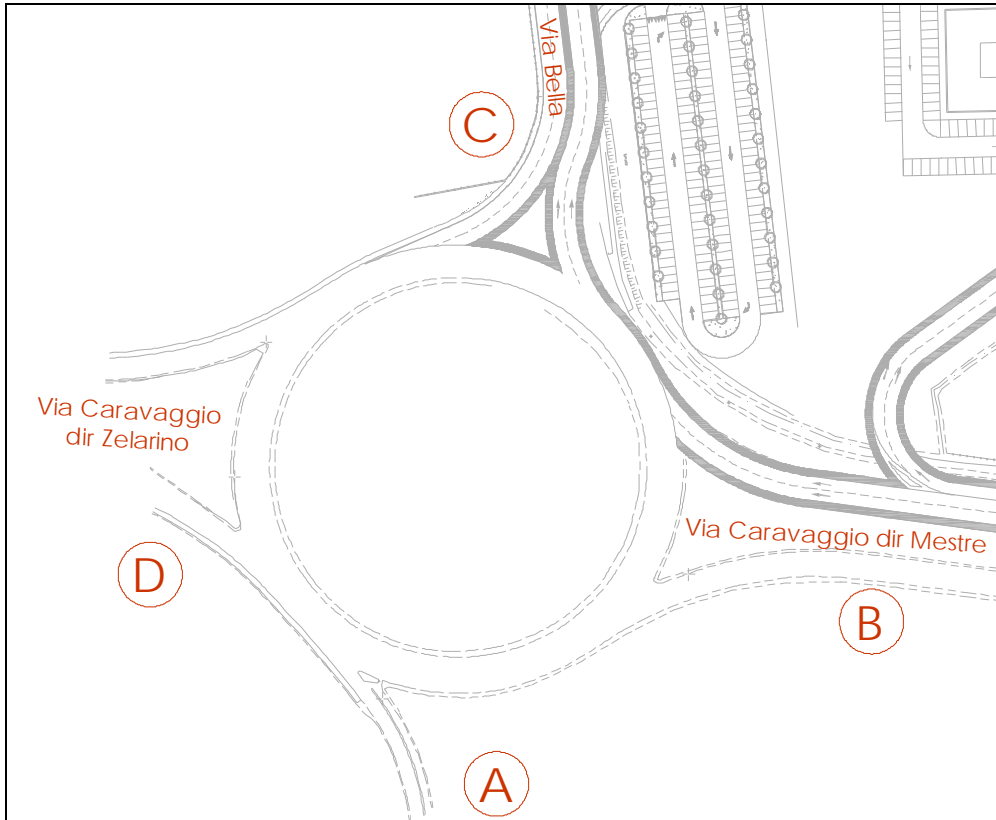 Via Bella
C
Via Caravaggio
dir Zelarino
Via Caravaggio dir Mestre
D
B
A